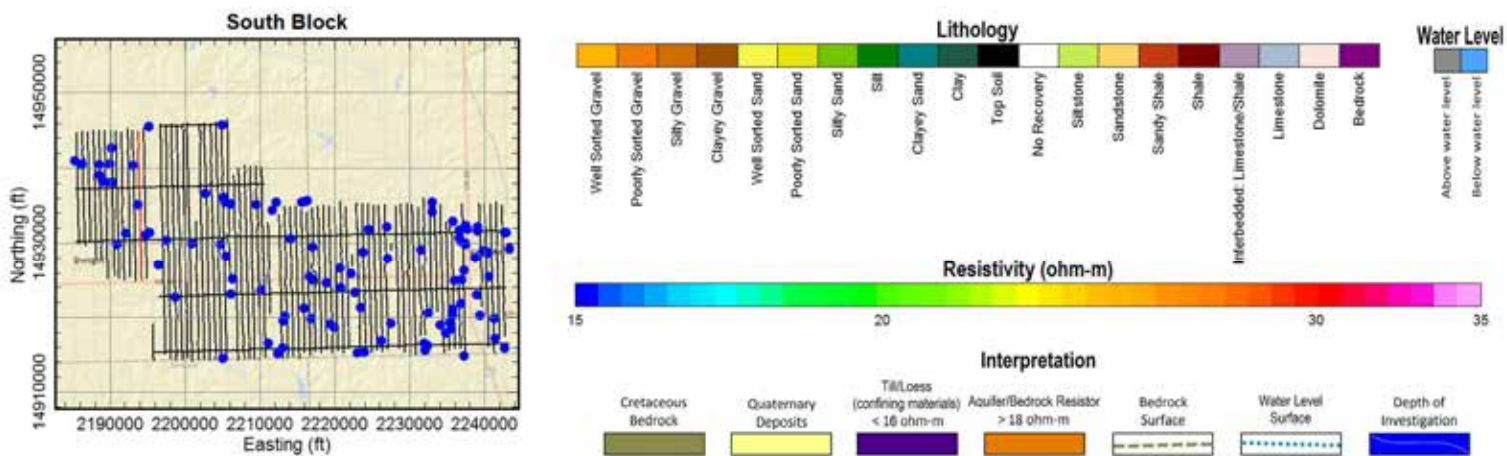 South Block
Northing (ft)
14950000
14930000
14910000
2190000 2200000 2210000 2220000 2230000 2240000
Easting (ft)
Lithology
Well Sorted Gravel
Poorly Sorted Gravel
Silty Gravel
Clayey Gravel
Well Sorted Sand
Poorly Sorted Sand
Silty Sand
Silt
Clayey Sand
Clay
Top Soil
No Recovery
Siltstone
Sandstone
Sandy Shale
Shale
Interbedded: Limestone/Shale
Limestone
Dolomite
Bedrock
Water Level
Above water level
Below water level
Resistivity (ohm-m)
15 20 30 35
Interpretation
Cretaceous
Bedrock
Quaternary
Deposits
Till/Loess
(confining materials)
< 16 ohm-m
Aquifer/Bedrock Resistor
> 18 ohm-m
Bedrock
Surface
Water Level
Surface
Depth of
Investigation